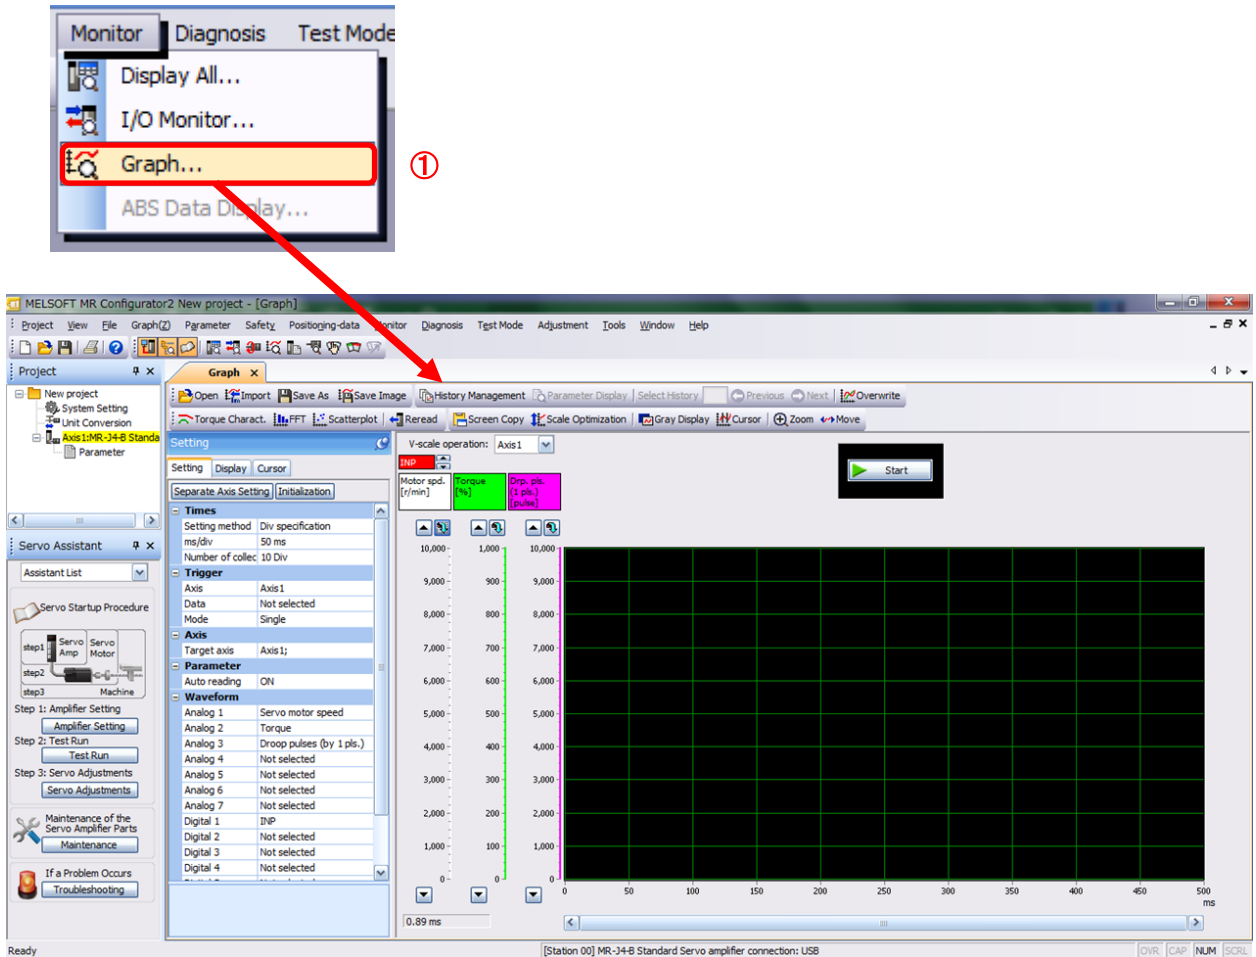 Monitor Diagnosis Test Mode
Display All...
I/O Monitor...
Graph...
①
ABS Data Display...
MELSOFT MR Configurator2 New project - [Graph]
Project View File Graph(Z) Parameter Safety Positioning-data Monitor Diagnosis Test Mode Adjustment Tools Window Help
Project
New project
System Setting
Unit Conversion
Axis1:MR-J4-B Standa
Parameter
Graph
Open Import Save As Save Image History Management Parameter Display Select History Previous Next Overwrite
Torque Charact. FFT Scatterplot Reread Screen Copy Scale Optimization Gray Display Cursor Zoom Move
Servo Assistant
Assistant List
Servo Startup Procedure
step1 Servo Amp Servo Motor
step2
step3 Machine
Step 1: Amplifier Setting
Amplifier Setting
Step 2: Test Run
Test Run
Step 3: Servo Adjustments
Servo Adjustments
Maintenance of the
Servo Amplifier Parts
Maintenance
If a Problem Occurs
Troubleshooting
Setting
Setting Display Cursor
Separate Axis Setting Initialization
Times
Setting method Div specification
ms/div 50 ms
Number of collec 10 Div
Trigger
Axis Axis1
Data Not selected
Mode Single
Axis
Target axis Axis1;
Parameter
Auto reading ON
Waveform
Analog 1 Servo motor speed
Analog 2 Torque
Analog 3 Droop pulses (by 1 pls.)
Analog 4 Not selected
Analog 5 Not selected
Analog 6 Not selected
Analog 7 Not selected
Digital 1 INP
Digital 2 Not selected
Digital 3 Not selected
Digital 4 Not selected
V-scale operation: Axis1
INP
Motor spd. Torque Drp. pls.
[r/min] [%] (1 pls.)
[pulse]
Start
10,000 1,000 10,000
9,000 900 9,000
8,000 800 8,000
7,000 700 7,000
6,000 600 6,000
5,000 500 5,000
4,000 400 4,000
3,000 300 3,000
2,000 200 2,000
1,000 100 1,000
0 0 0
0 50 100 150 200 250 300 350 400 450 500
ms
0.89 ms
Ready [Station 00] MR-J4-B Standard Servo amplifier connection: USB OVR CAP NUM SCRL